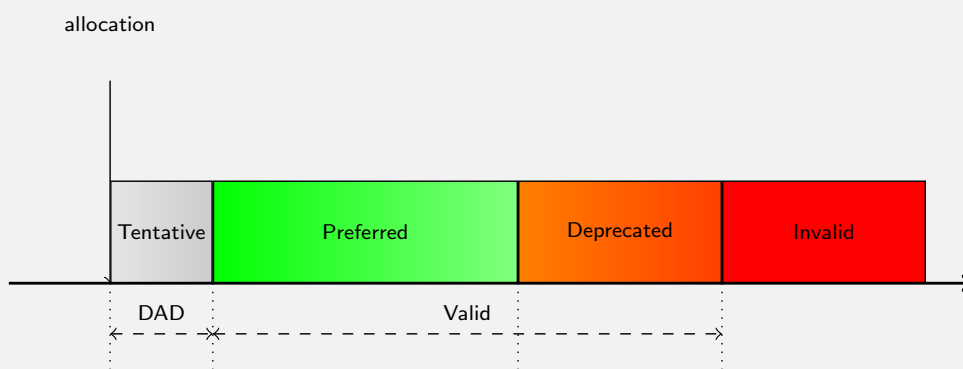 allocation
Tentative
Preferred
Deprecated
Invalid
DAD
Valid